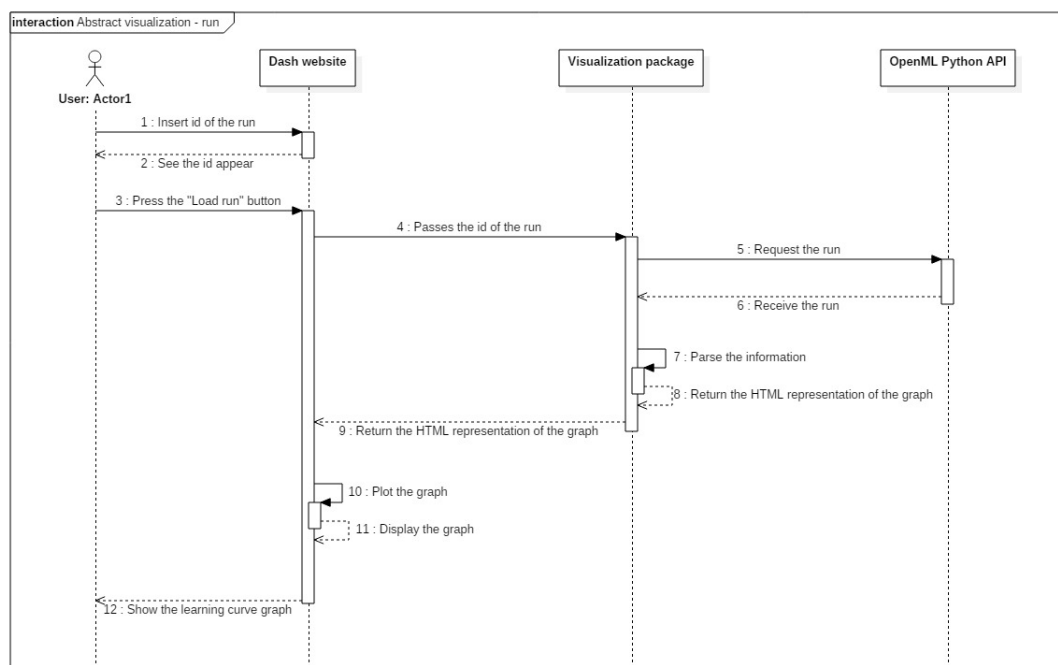 interaction Abstract visualization - run
Dash website
Visualization package
OpenML Python API
User: Actor1
1 : Insert id of the run
2 : See the id appear
3 : Press the "Load run" button
4 : Passes the id of the run
5 : Request the run
6 : Receive the run
7 : Parse the information
8 : Return the HTML representation of the graph
9 : Return the HTML representation of the graph
10 : Plot the graph
11 : Display the graph
12 : Show the learning curve graph